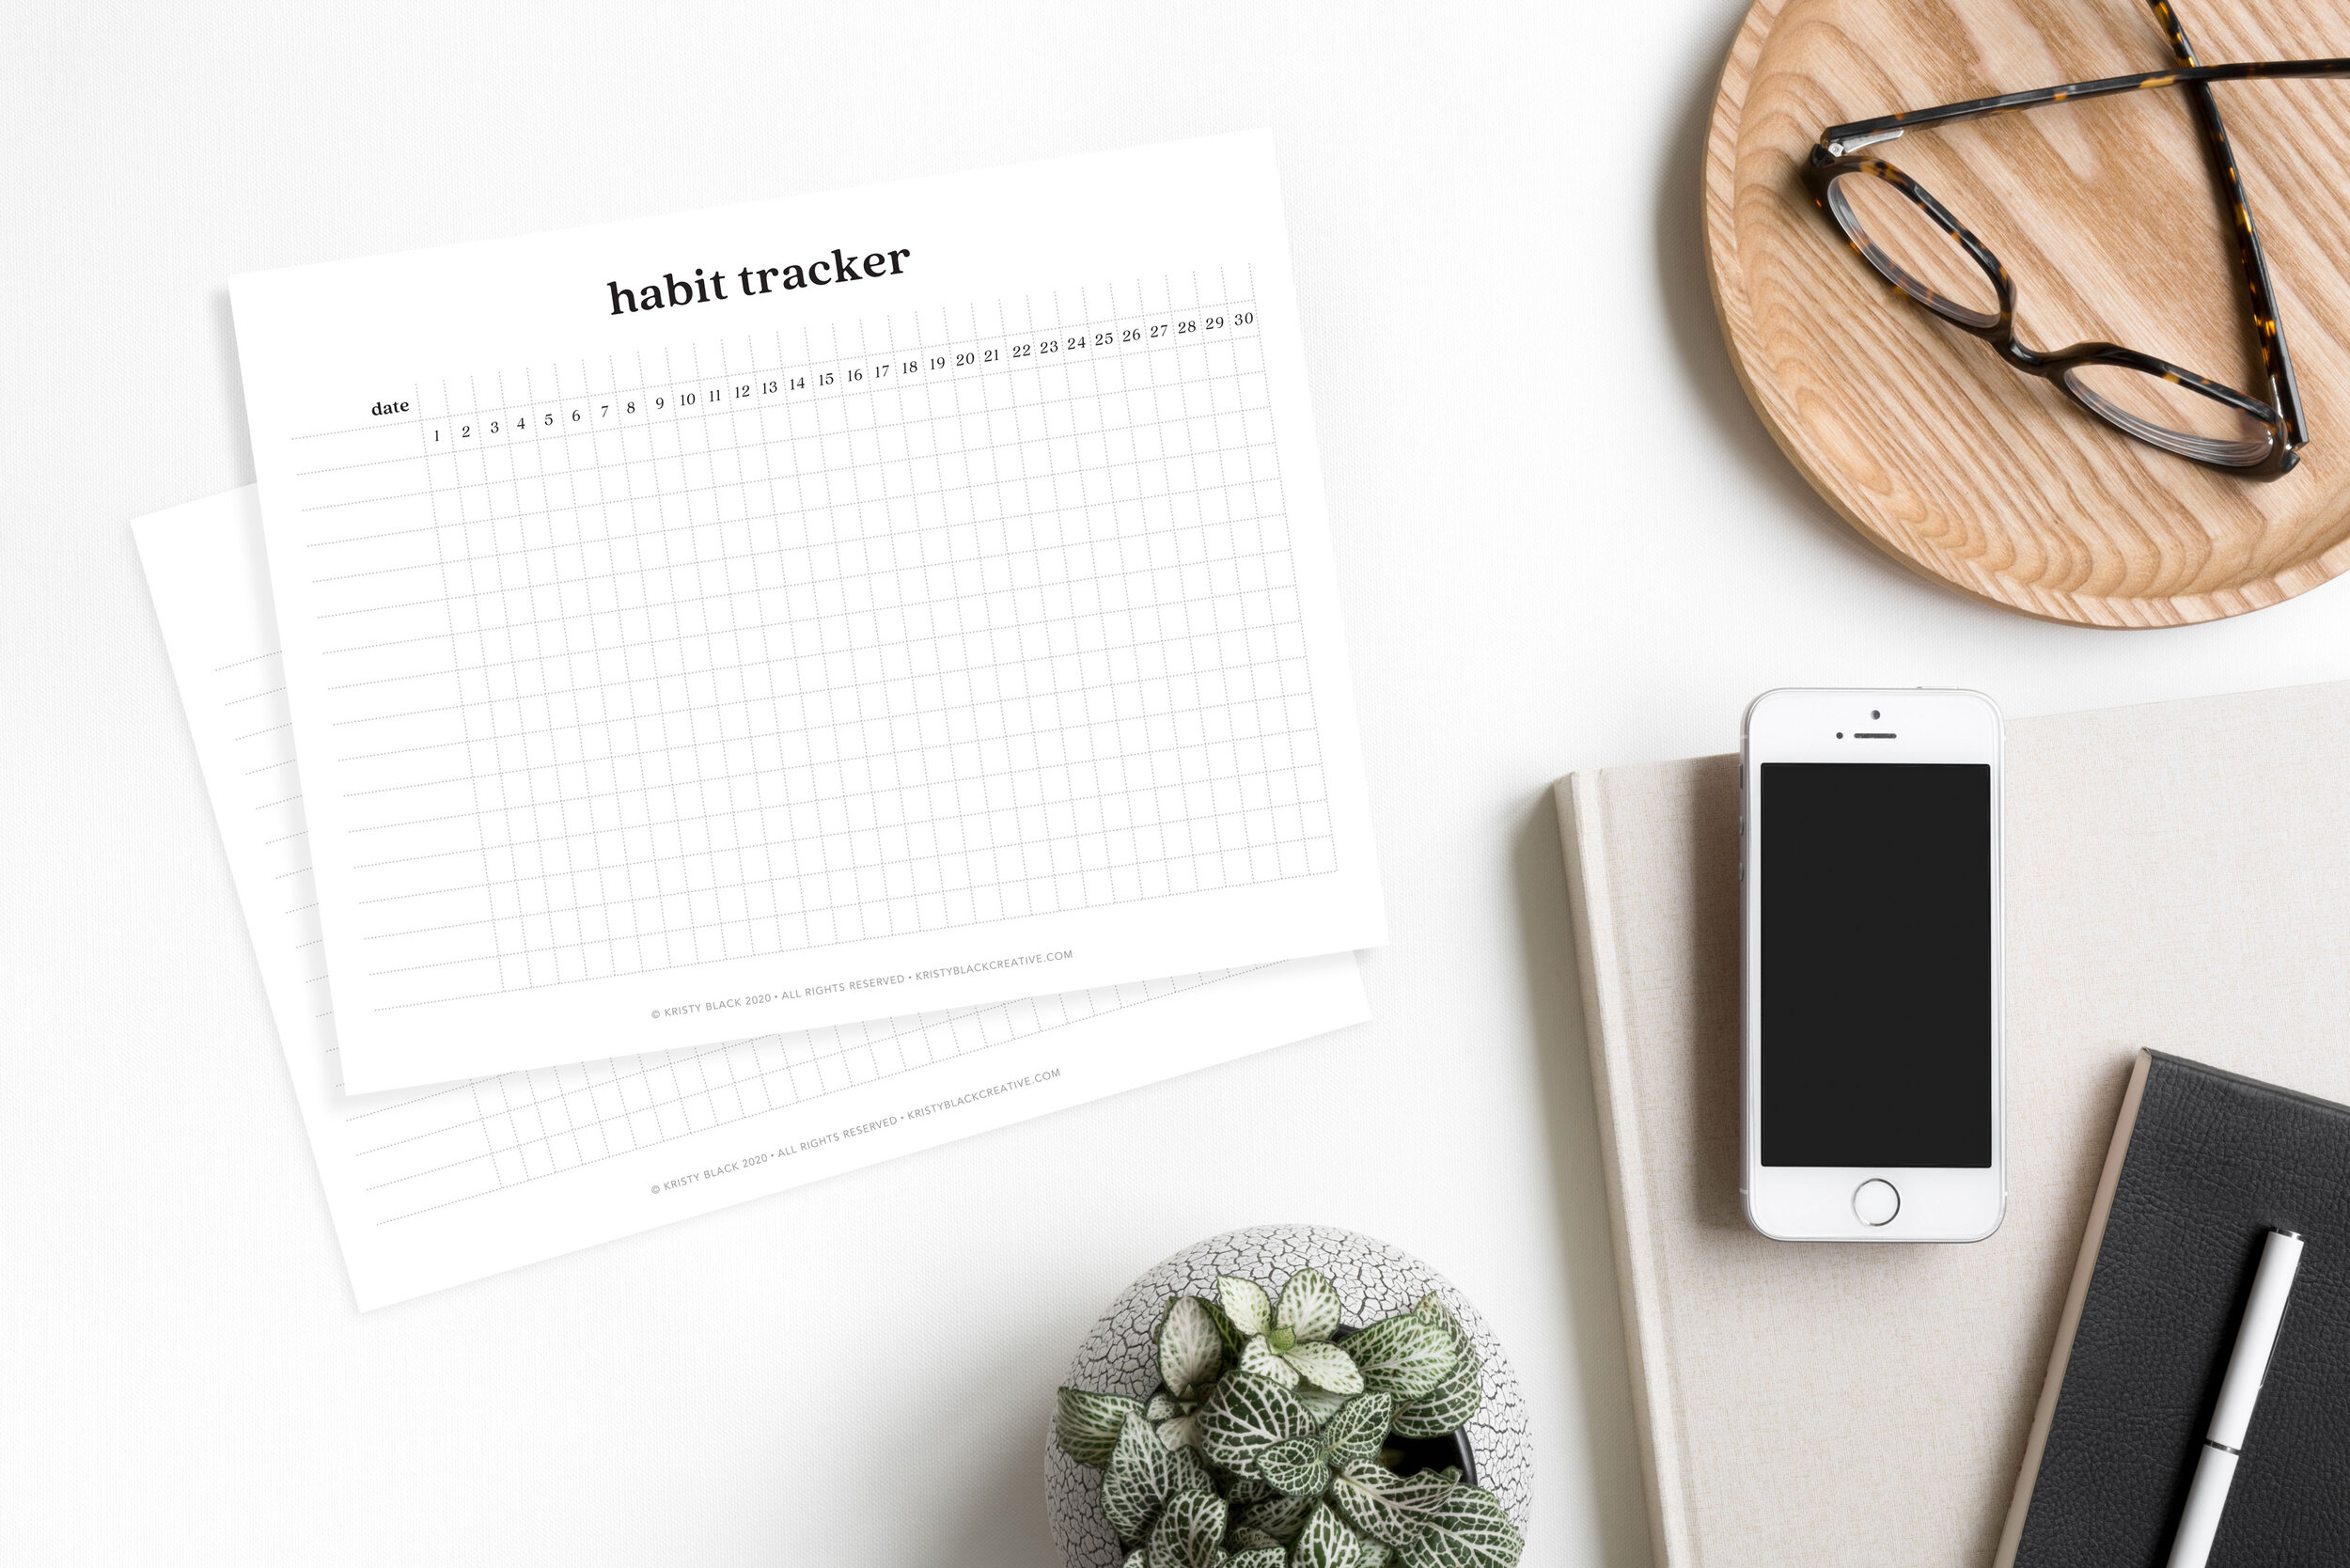 habit tracker
date
1 2 3 4 5 6 7 8 9 10 11 12 13 14 15 16 17 18 19 20 21 22 23 24 25 26 27 28 29 30
© KRISTY BLACK 2020 • ALL RIGHTS RESERVED • KRISTYBLACKCREATIVE.COM
© KRISTY BLACK 2020 • ALL RIGHTS RESERVED • KRISTYBLACKCREATIVE.COM